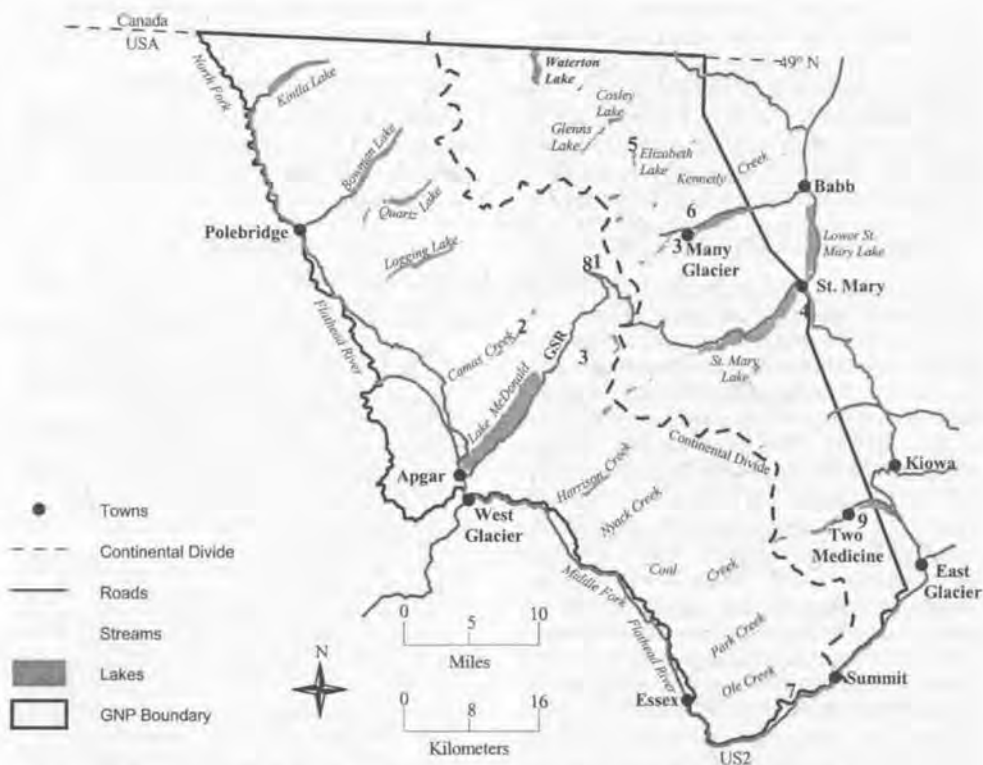 Canada
USA
49° N
North Fork
Kintla Lake
Waterton
Lake
Cosley
Lake
Glenns
Lake
5
Elizabeth
Lake
Kennedy Creek
Bowman Lake
Quartz Lake
Babb
6
Polebridge
3
Many
Glacier
Lower St.
Mary Lake
Logging Lake
81
St. Mary
4
Flathead River
Camas Creek
2
GSR
3
St. Mary
Lake
Lake McDonald
Continental Divide
Apgar
Harrison Creek
Kiowa
West
Glacier
Nyack Creek
9
Two
Medicine
Towns
Continental Divide
Roads
Streams
Lakes
GNP Boundary
Coal Creek
East
Glacier
Middle Fork
Flathead River
0 5 10
Miles
N
Park Creek
Ole Creek
7
Summit
Essex
0 8 16
Kilometers
US2